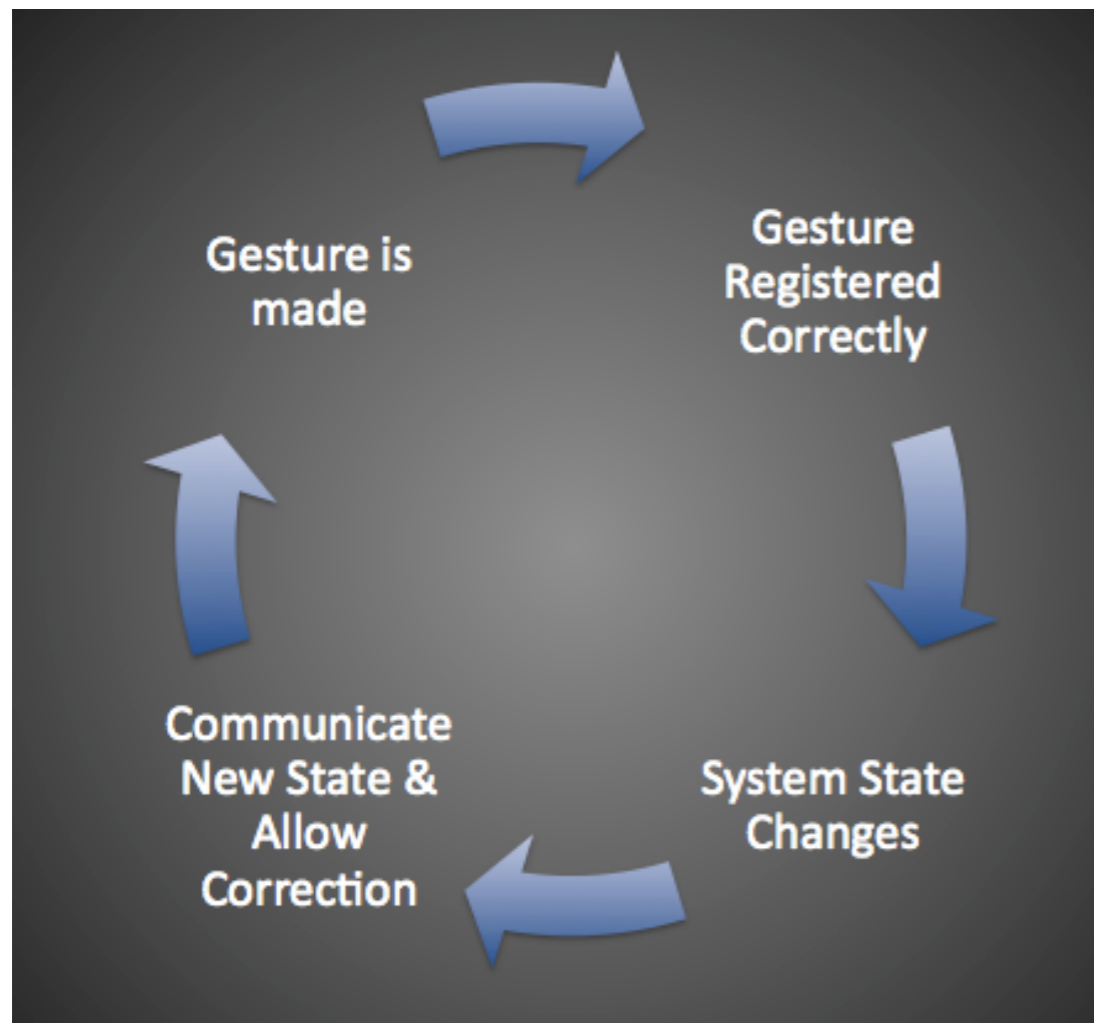 Gesture is
made
Gesture
Registered
Correctly
System State
Changes
Communicate
New State &
Allow
Correction